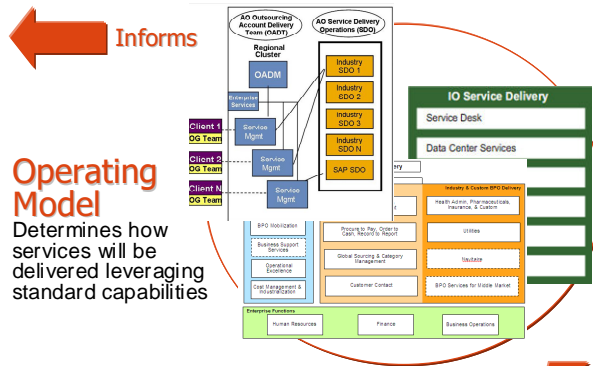 Informs
Operating
Model
Determines how
services will be
delivered leveraging
standard capabilities
AO Outsourcing
Account Delivery
Team (OADT)
AO Service Delivery
Operations (SDO)
Regional
Cluster
OADM
Enterprise
Services
Client 1
OG Team
Service
Mgmt
Client 2
OG Team
Service
Mgmt
Client N
OG Team
Service
Mgmt
Industry
SDO 1
Industry
SDO 2
Industry
SDO 3
Industry
SDO N
SAP SDO
IO Service Delivery
Service Desk
Data Center Services
Industry & Custom BPO Delivery
BPO Mobilization
Business Support
Services
Operational
Excellence
Cost Management &
Industrialization
Procure to Pay, Order to
Cash, Record to Report
Global Sourcing & Category
Management
Customer Contact
Health Admin, Pharmaceuticals,
Insurance, & Custom
Utilities
Navitaire
BPO Services for Middle Market
Enterprise Functions
Human Resources
Finance
Business Operations